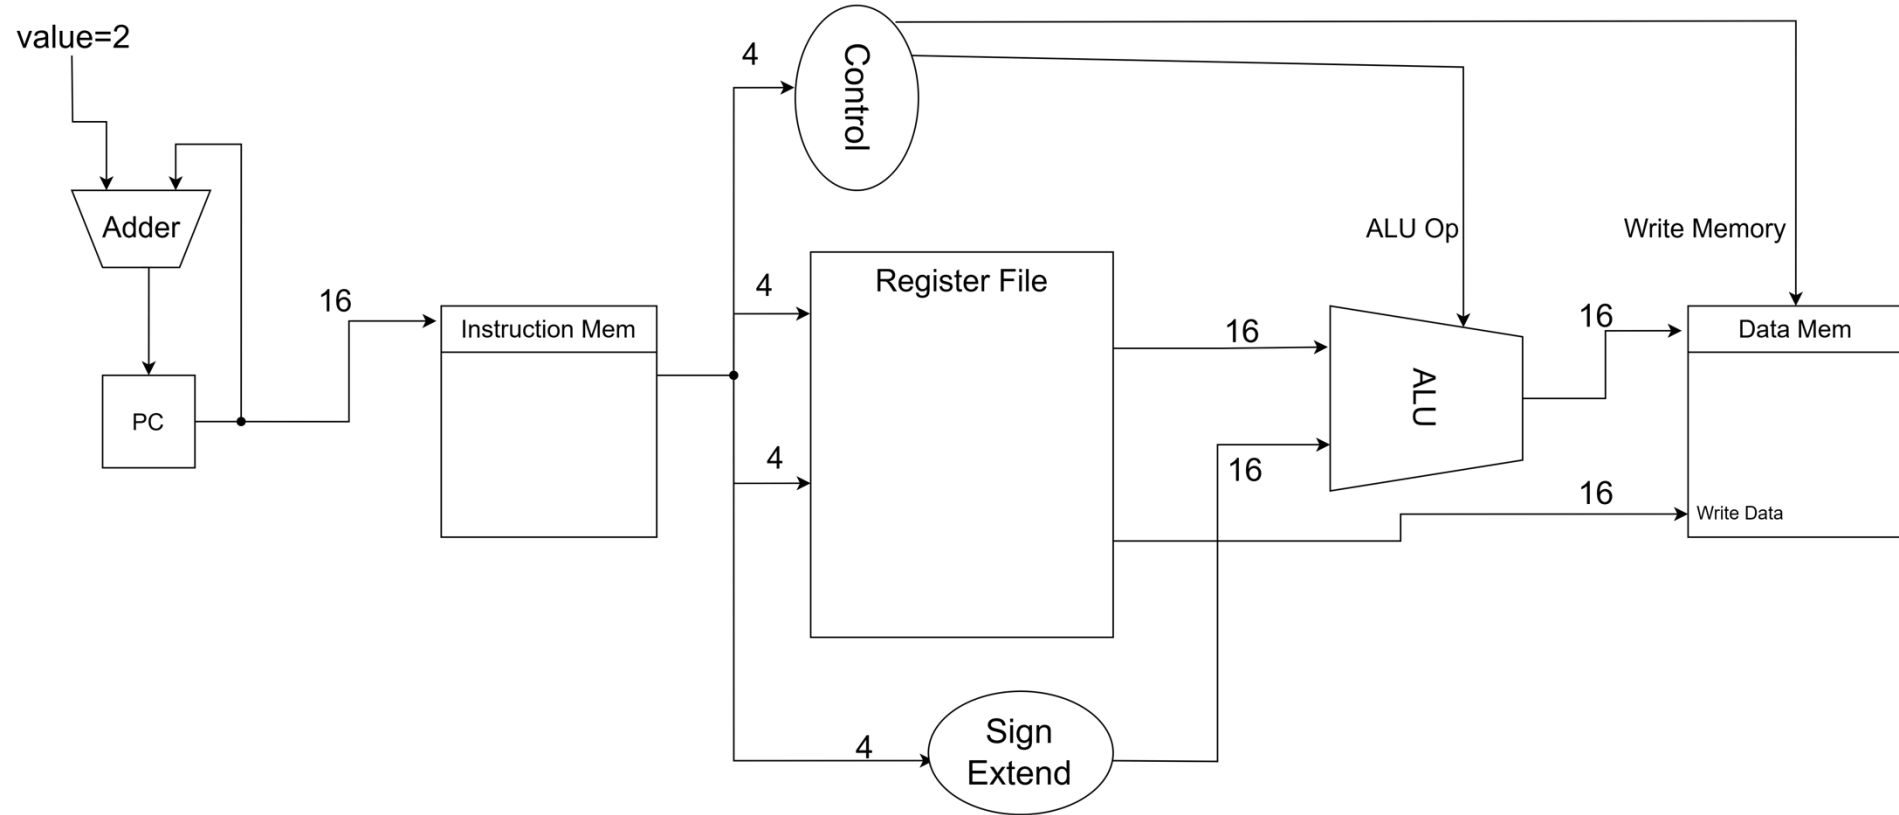 value=2
4
Control
Adder
ALU Op
Write Memory
4
Register File
16
Instruction Mem
16
16
Data Mem
ALU
PC
4
16
16
Write Data
4
Sign
Extend